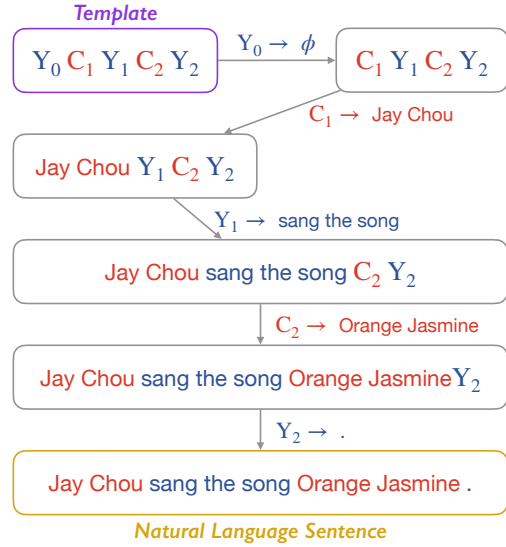 Template
Y₀ C₁ Y₁ C₂ Y₂
Y₀ → ϕ
C₁ Y₁ C₂ Y₂
C₁ → Jay Chou
Jay Chou Y₁ C₂ Y₂
Y₁ → sang the song
Jay Chou sang the song C₂ Y₂
C₂ → Orange Jasmine
Jay Chou sang the song Orange JasmineY₂
Y₂ → .
Jay Chou sang the song Orange Jasmine .
Natural Language Sentence